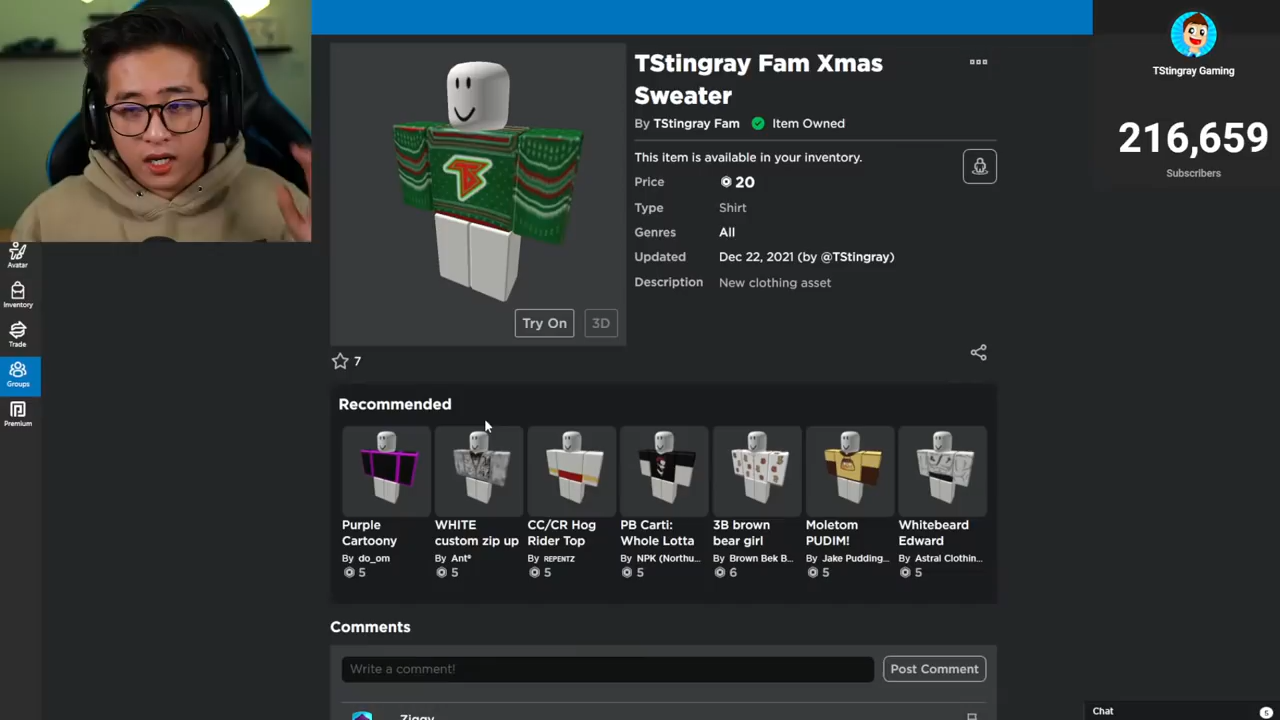 TStingray Fam Xmas
Sweater
By TStingray Fam Item Owned
This item is available in your inventory.
Price 20
Type Shirt
Genres All
Updated Dec 22, 2021 (by @TStingray)
Description New clothing asset
TS
Try On 3D
7
TStingray Gaming
216,659
Subscribers
Avatar
Inventory
Trade
Groups
Premium
Recommended
Purple
Cartoony
By do_om
5
WHITE
custom zip up
By Ant®
5
CC/CR Hog
Rider Top
By REPENTZ
5
PB Carti:
Whole Lotta
By NPK (Northu...
5
3B brown
bear girl
By Brown Bek B...
6
Moletom
PUDIM!
By Jake Pudding...
5
Whitebeard
Edward
By Astral Clothin...
5
Comments
Write a comment!
Post Comment
Ziggy
Chat 5